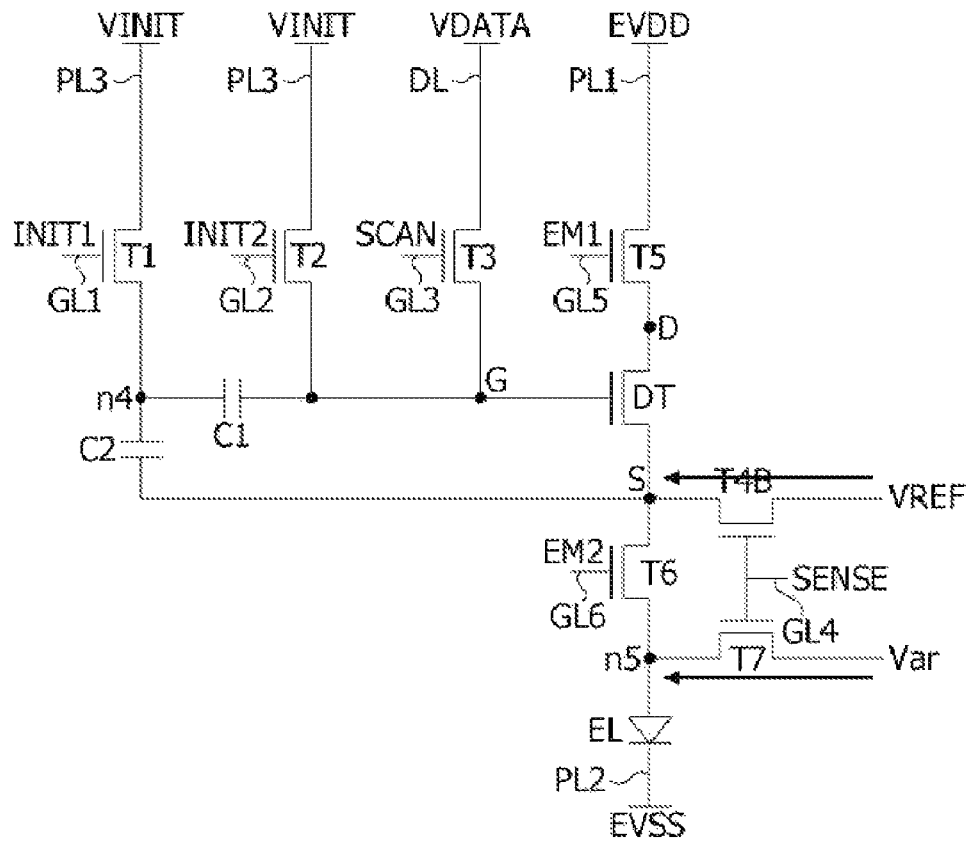 VINIT VINIT VDATA EVDD
PL3 PL3 DL PL1
INIT1 T1 INIT2 T2 SCAN T3 EM1 T5
GL1 GL2 GL3 GL5
D
n4 C1 G DT
C2
S T4B VREF
EM2 T6 SENSE
GL6 GL4
n5 T7 Var
EL
PL2
EVSS